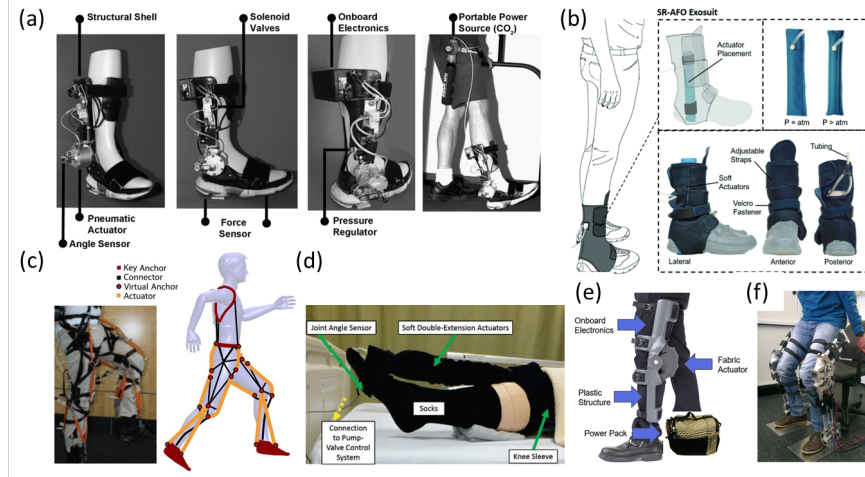 (a)
Structural Shell
Solenoid
Valves
Onboard
Electronics
Portable Power
Source (CO2)
Pneumatic
Actuator
Angle Sensor
Force
Sensor
Pressure
Regulator
(b)
SR-AFO Exosuit
Actuator
Placement
P = atm
P > atm
Adjustable
Straps
Tubing
Soft
Actuators
Velcro
Fastener
Lateral
Anterior
Posterior
(c)
Key Anchor
Connector
Virtual Anchor
Actuator
(d)
Joint Angle Sensor
Soft Double-Extension Actuators
Socks
Connection
to Pump-
Valve Control
System
Knee Sleeve
(e)
Onboard
Electronics
Fabric
Actuator
Plastic
Structure
Power Pack
(f)